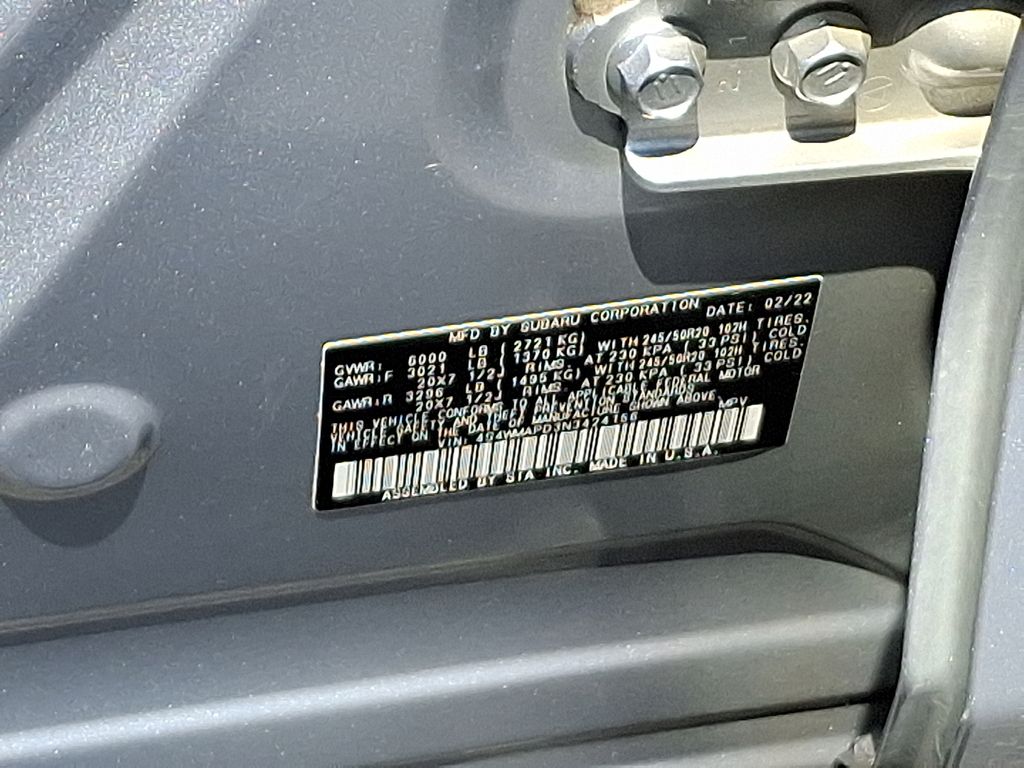 MFD BY SUBARU CORPORATION DATE: 02/22
GVWR: 6000 LB (2721 KG)
GAWR:F 3021 LB (1370 KG) WITH 245/50R20 102H TIRES.
20X7 1/2J RIMS. AT 230 KPA (33 PSI) COLD
GAWR:R 3296 LB (1495 KG) WITH 245/50R20 102H TIRES.
20X7 1/2J RIMS. AT 230 KPA (33 PSI) COLD
THIS VEHICLE CONFORMS TO ALL APPLICABLE FEDERAL MOTOR
VEHICLE SAFETY AND THEFT PREVENTION STANDARDS
IN EFFECT ON THE DATE OF MANUFACTURE SHOWN ABOVE.
VIN: 4S4WMAPD3N3424156 MPV
ASSEMBLED BY SIA INC. MADE IN U.S.A.